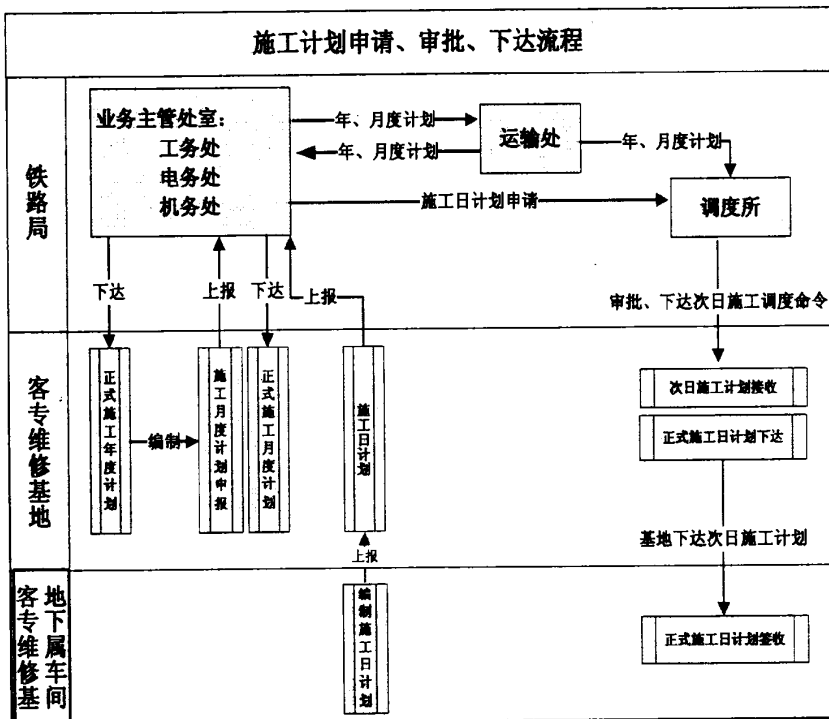 施工计划申请、审批、下达流程
铁路局
业务主管处室：
工务处
电务处
机务处
年、月度计划
年、月度计划
运输处
年、月度计划
施工日计划申请
调度所
下达
上报
下达
上报
审批、下达次日施工调度命令
客专维修基地
正式施工年度计划
编制
施工月度计划申报
正式施工月度计划
施工日计划
次日施工计划接收
正式施工日计划下达
上报
基地下达次日施工计划
客专维修基
地下属车间
编制施工日计划
正式施工日计划签收